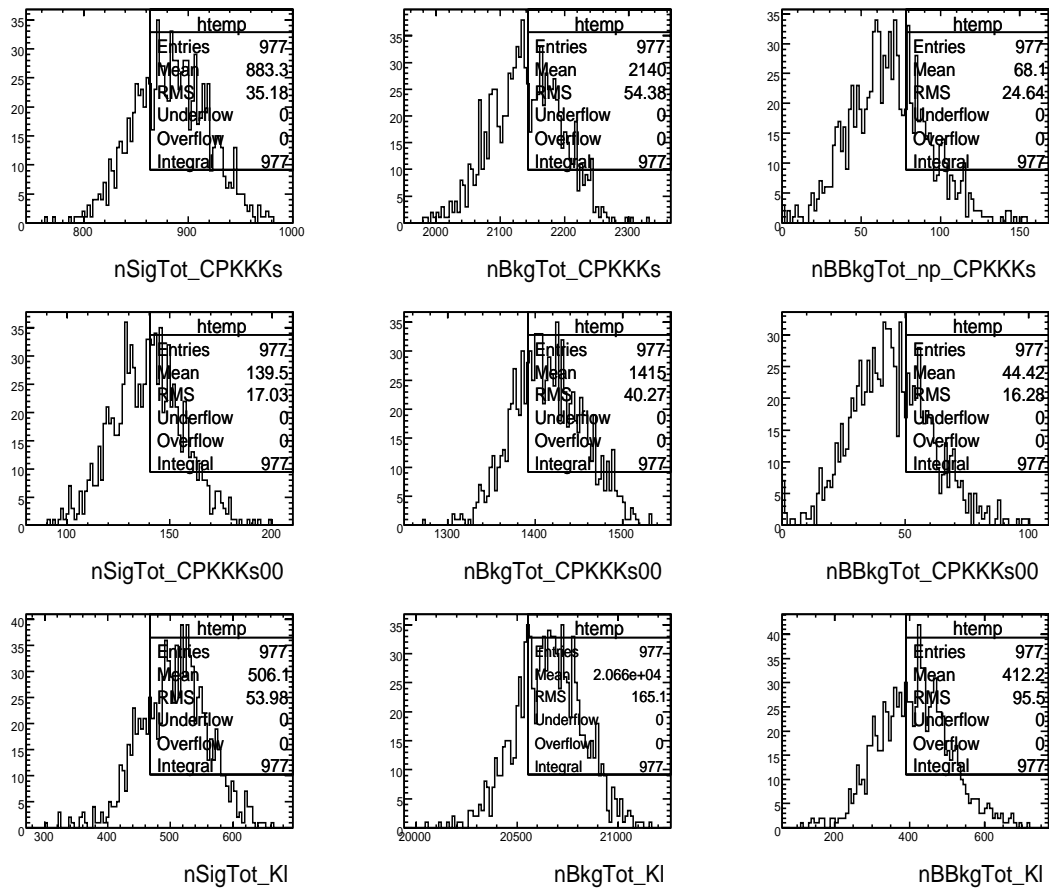 htemp
Entries 977
Mean 883.3
RMS 35.18
Underflow 0
Overflow 0
Integral 977
0 5 10 15 20 25 30 35
800 900 1000
nSigTot_CPKKKs
htemp
Entries 977
Mean 2140
RMS 54.38
Underflow 0
Overflow 0
Integral 977
0 5 10 15 20 25 30 35
2000 2100 2200 2300
nBkgTot_CPKKKs
htemp
Entries 977
Mean 68.1
RMS 24.64
Underflow 0
Overflow 0
Integral 977
0 5 10 15 20 25 30 35
0 50 100 150
nBBkgTot_np_CPKKKs
htemp
Entries 977
Mean 139.5
RMS 17.03
Underflow 0
Overflow 0
Integral 977
0 5 10 15 20 25 30 35
100 150 200
nSigTot_CPKKKs00
htemp
Entries 977
Mean 1415
RMS 40.27
Underflow 0
Overflow 0
Integral 977
0 5 10 15 20 25 30 35
1300 1400 1500
nBkgTot_CPKKKs00
htemp
Entries 977
Mean 44.42
RMS 16.28
Underflow 0
Overflow 0
Integral 977
0 5 10 15 20 25 30
0 50 100
nBBkgTot_CPKKKs00
htemp
Entries 977
Mean 506.1
RMS 53.98
Underflow 0
Overflow 0
Integral 977
0 5 10 15 20 25 30 35 40
300 400 500 600
nSigTot_Kl
htemp
Entries 977
Mean 2.066e+04
RMS 165.1
Underflow 0
Overflow 0
Integral 977
0 5 10 15 20 25 30 35
20000 20500 21000
nBkgTot_Kl
htemp
Entries 977
Mean 412.2
RMS 95.5
Underflow 0
Overflow 0
Integral 977
0 5 10 15 20 25 30 35 40
0 200 400 600
nBBkgTot_Kl